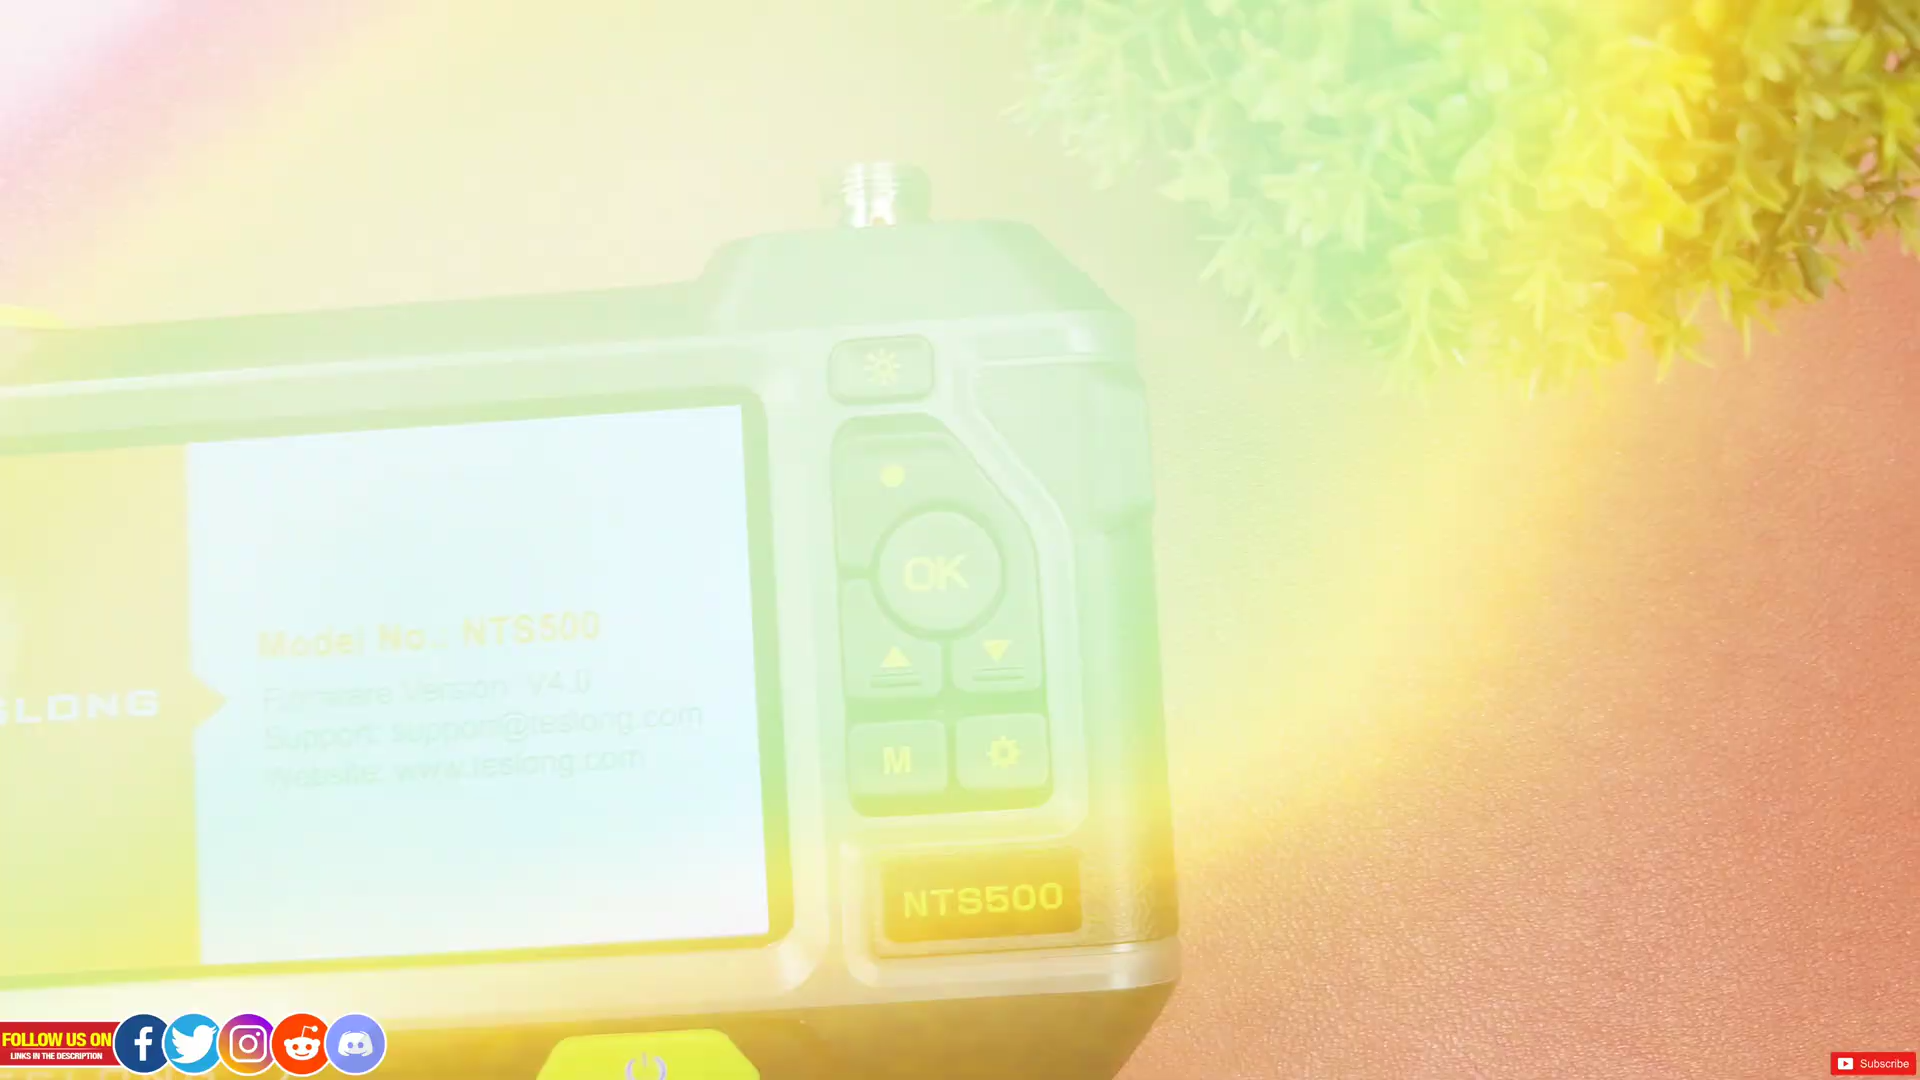 OK
Model No.: NTS500
Firmware Version: V4.0
SLONG
Support: support@teslong.com
Website: www.teslong.com
M
NTS500
FOLLOW US ON
LINKS IN THE DESCRIPTION
Subscribe